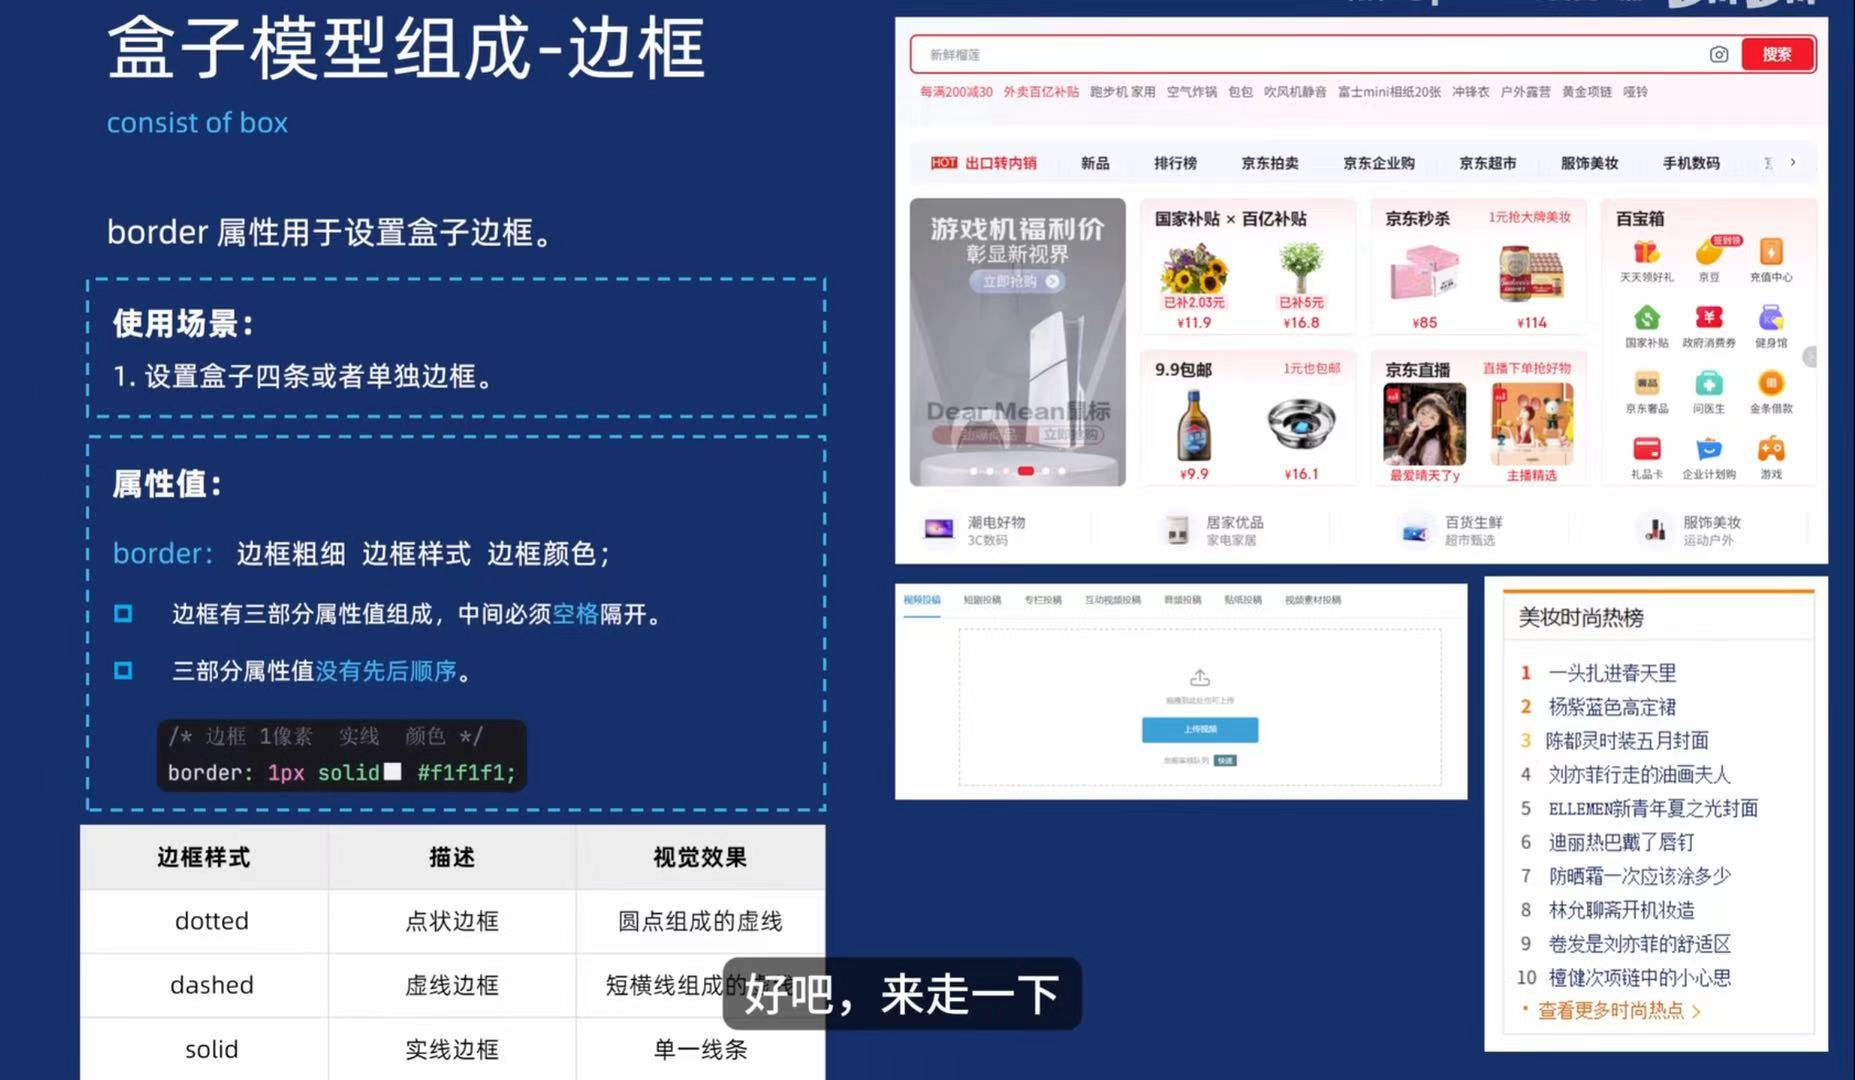 盒子模型组成-边框
consist of box
border 属性用于设置盒子边框。
使用场景：
1. 设置盒子四条或者单独边框。
属性值：
border： 边框粗细 边框样式 边框颜色；
边框有三部分属性值组成，中间必须空格隔开。
三部分属性值没有先后顺序。
/* 边框 1像素 实线 颜色 */
border: 1px solid #f1f1f1;
边框样式 描述 视觉效果
dotted 点状边框 圆点组成的虚线
dashed 虚线边框 短横线组成的虚线
solid 实线边框 单一线条
好吧，来走一下
新鲜榴莲 搜索
每满200减30 外卖百亿补贴 跑步机 家用 空气炸锅 包包 吹风机静音 富士mini相纸20张 冲锋衣 户外露营 黄金项链 哑铃
HOT 出口转内销 新品 排行榜 京东拍卖 京东企业购 京东超市 服饰美妆 手机数码
游戏机福利价
彰显新视界
立即抢购
Dear Mean鼠标
立即抢购
国家补贴 × 百亿补贴
已补2.03元 已补5元
¥11.9 ¥16.8
京东秒杀 1元抢大牌美妆
¥85 ¥114
9.9包邮 1元也包邮
¥9.9 ¥16.1
京东直播 直播下单抢好物
最爱晴天了y 主播精选
百宝箱
签到领
天天领好礼 京豆 充值中心
国家补贴 政府消费券 健身馆
奢品
借
京东奢品 问医生 金条借款
礼品卡 企业计划购 游戏
潮电好物 居家优品 百货生鲜 服饰美妆
3C数码 家电家居 超市甄选 运动户外
视频投稿 短剧投稿 专栏投稿 互动视频投稿 音频投稿 贴纸投稿 视频素材投稿
拖拽到此处也可上传
上传视频
当前审核队列 快速
美妆时尚热榜
1 一头扎进春天里
2 杨紫蓝色高定裙
3 陈都灵时装五月封面
4 刘亦菲行走的油画夫人
5 ELLEMEN新青年夏之光封面
6 迪丽热巴戴了唇钉
7 防晒霜一次应该涂多少
8 林允聊斋开机妆造
9 卷发是刘亦菲的舒适区
10 檀健次项链中的小心思
· 查看更多时尚热点 >